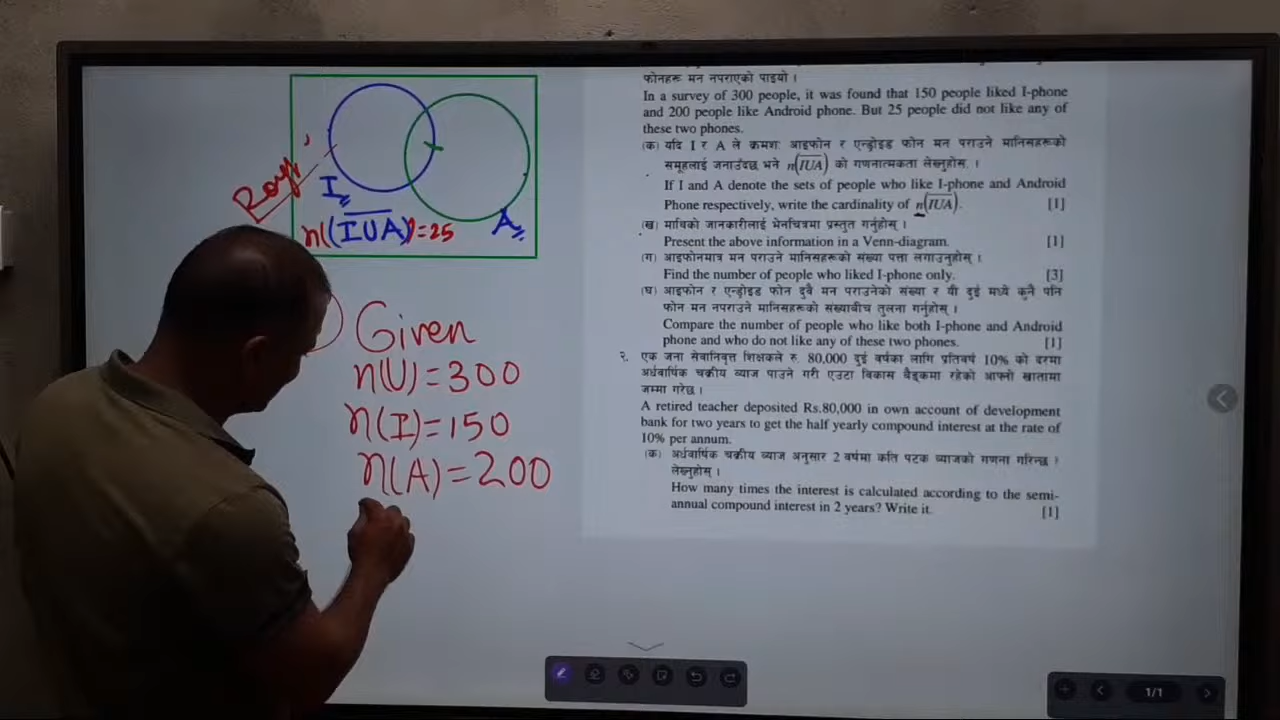 I
A
n((I∪A)‾)=25
Given
n(U)=300
n(I)=150
n(A)=200
फोनहरू मन नपराएको पाइयो ।
In a survey of 300 people, it was found that 150 people liked I-phone
and 200 people like Android phone. But 25 people did not like any of
these two phones.
(क) यदि I र A ले क्रमशः आइफोन र एन्ड्रोइड फोन मन पराउने मानिसहरूको
समूहलाई जनाउँदछ भने n(I∪A)‾ को गणनात्मकता लेख्नुहोस् ।
If I and A denote the sets of people who like I-phone and Android
Phone respectively, write the cardinality of n(I∪A)‾. [1]
(ख) माथिको जानकारीलाई भेनचित्रमा प्रस्तुत गर्नुहोस् ।
Present the above information in a Venn-diagram. [1]
(ग) आइफोनमात्र मन पराउने मानिसहरूको संख्या पत्ता लगाउनुहोस् ।
Find the number of people who liked I-phone only. [3]
(घ) आइफोन र एन्ड्रोइड फोन दुवै मन पराउनेको संख्या र यी दुई मध्ये कुनै पनि
फोन मन नपराउने मानिसहरूको संख्याबीच तुलना गर्नुहोस् ।
Compare the number of people who like both I-phone and Android
phone and who do not like any of these two phones. [1]
२. एक जना सेवानिवृत्त शिक्षकले रु. 80,000 दुई वर्षका लागि प्रतिवर्ष 10% को दरमा
अर्धवार्षिक चक्रीय व्याज पाउने गरी एउटा विकास बैङ्कमा रहेको आफ्नो खातामा
जम्मा गरेछ ।
A retired teacher deposited Rs.80,000 in own account of development
bank for two years to get the half yearly compound interest at the rate of
10% per annum.
(क) अर्धवार्षिक चक्रीय व्याज अनुसार 2 वर्षमा कति पटक व्याजको गणना गरिन्छ ?
लेख्नुहोस् ।
How many times the interest is calculated according to the semi-
annual compound interest in 2 years? Write it. [1]
1/1